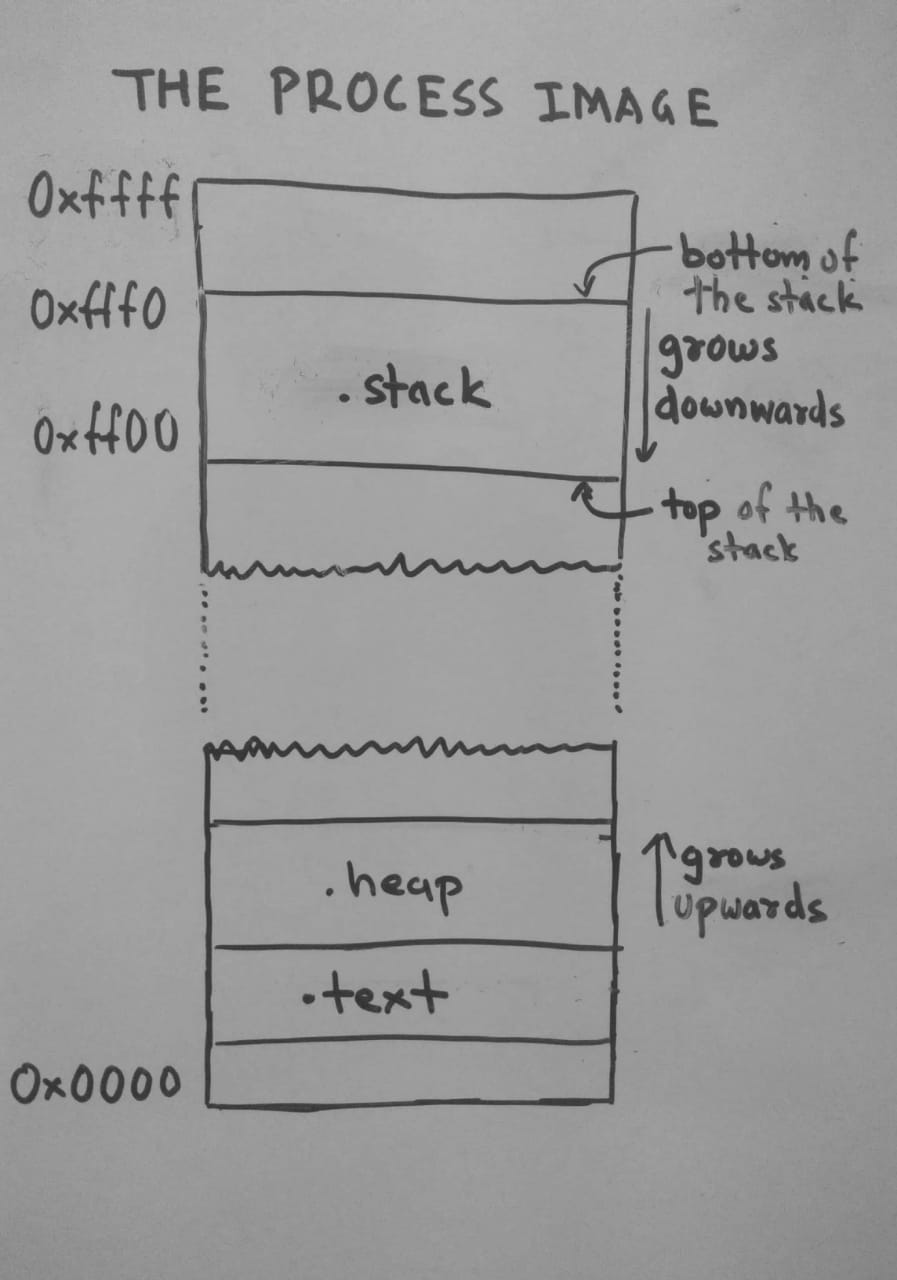 THE PROCESS IMAGE
0xffff
bottom of
the stack
0xfff0
grows
downwards
.stack
0xff00
top of the
stack
.heap
grows
upwards
.text
0x0000